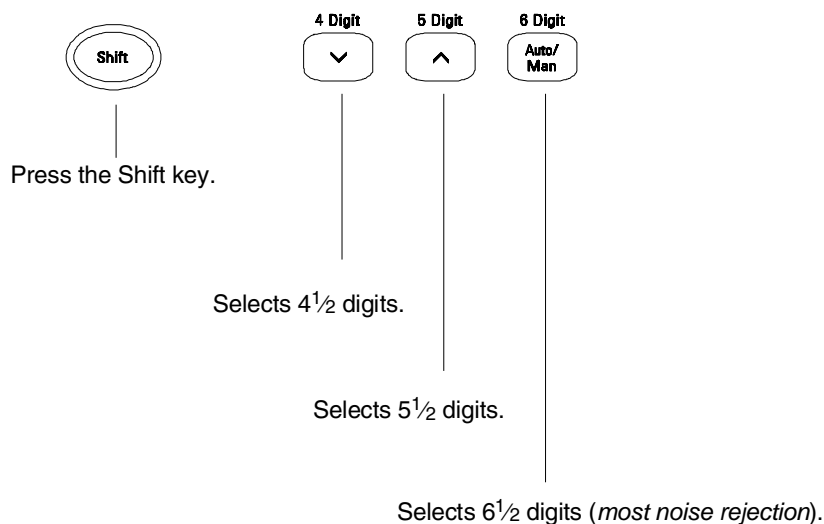 4 Digit 5 Digit 6 Digit
Shift
Auto/
Man
Press the Shift key.
Selects 4½ digits.
Selects 5½ digits.
Selects 6½ digits (most noise rejection).